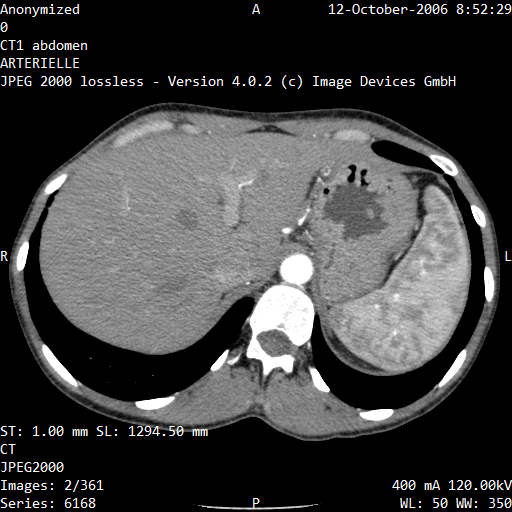 Anonymized
A
12-October-2006 8:52:29
0
CT1 abdomen
ARTERIELLE
JPEG 2000 lossless - Version 4.0.2 (c) Image Devices GmbH
R
L
ST: 1.00 mm SL: 1294.50 mm
CT
JPEG2000
Images: 2/361
400 mA 120.00kV
Series: 6168
P
WL: 50 WW: 350